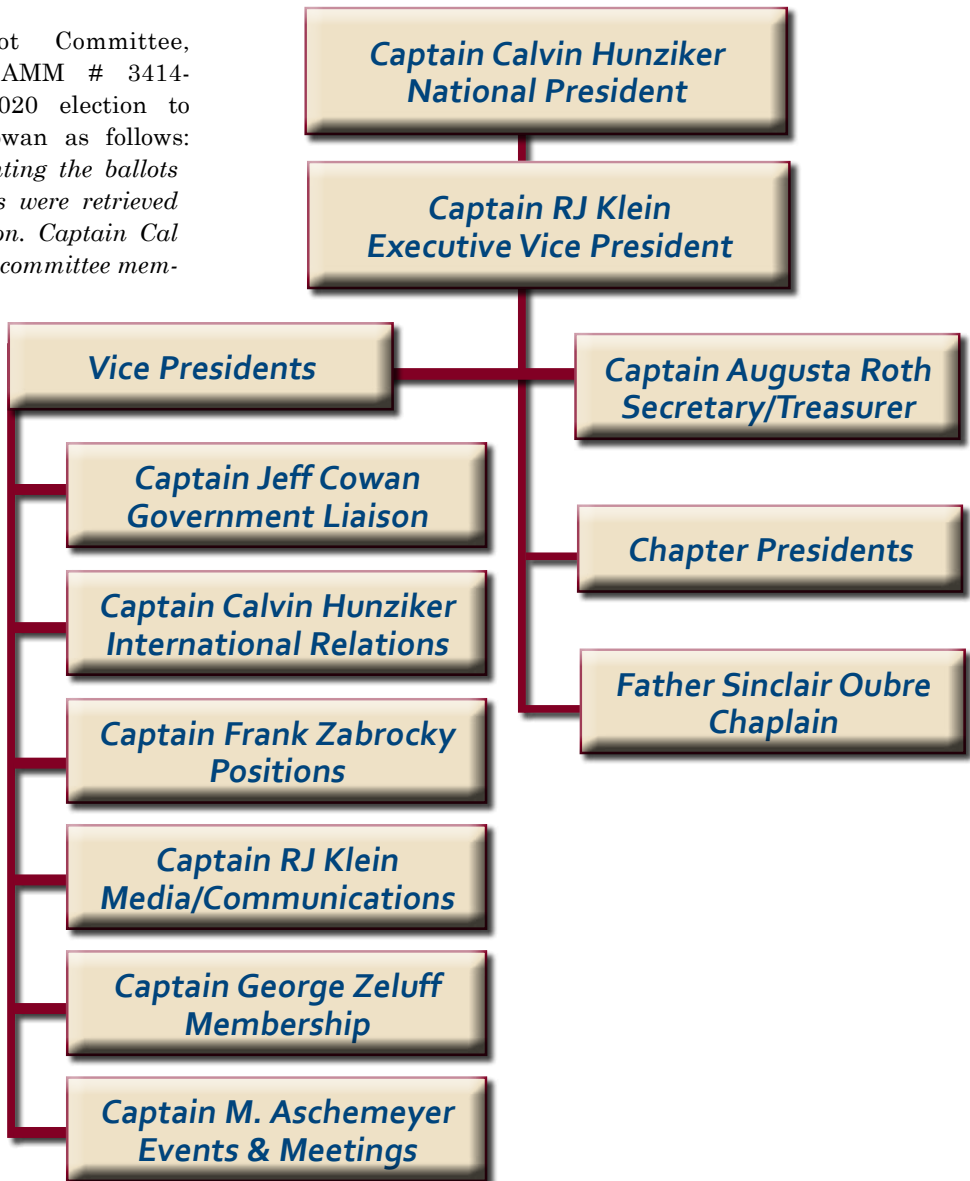 ot Committee,
AMM # 3414-
020 election to
wan as follows:
nting the ballots
s were retrieved
on. Captain Cal
committee mem-
Captain Calvin Hunziker
National President
Captain RJ Klein
Executive Vice President
Vice Presidents
Captain Augusta Roth
Secretary/Treasurer
Captain Jeff Cowan
Government Liaison
Chapter Presidents
Captain Calvin Hunziker
International Relations
Father Sinclair Oubre
Chaplain
Captain Frank Zabrocky
Positions
Captain RJ Klein
Media/Communications
Captain George Zeluff
Membership
Captain M. Aschemeyer
Events & Meetings